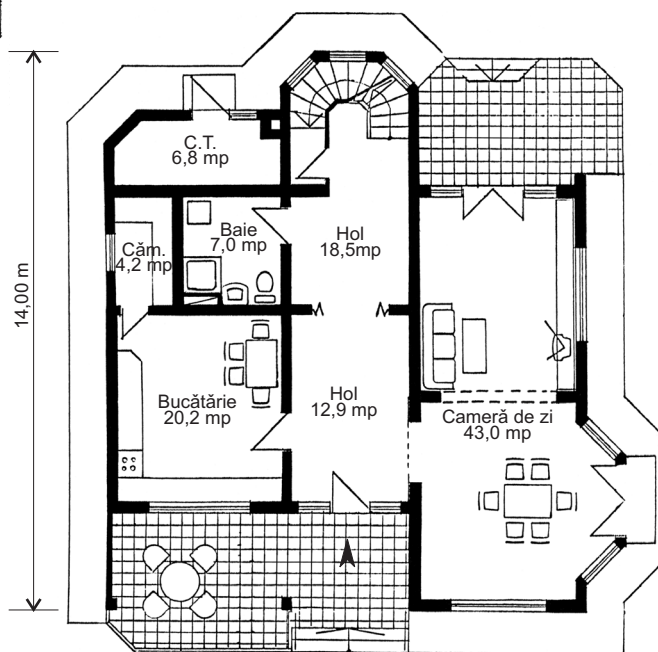 C.T.
6,8 mp
Baie
7,0 mp
Căm.
4,2 mp
Hol
18,5mp
14,00 m
Bucătărie
20,2 mp
Hol
12,9 mp
Cameră de zi
43,0 mp